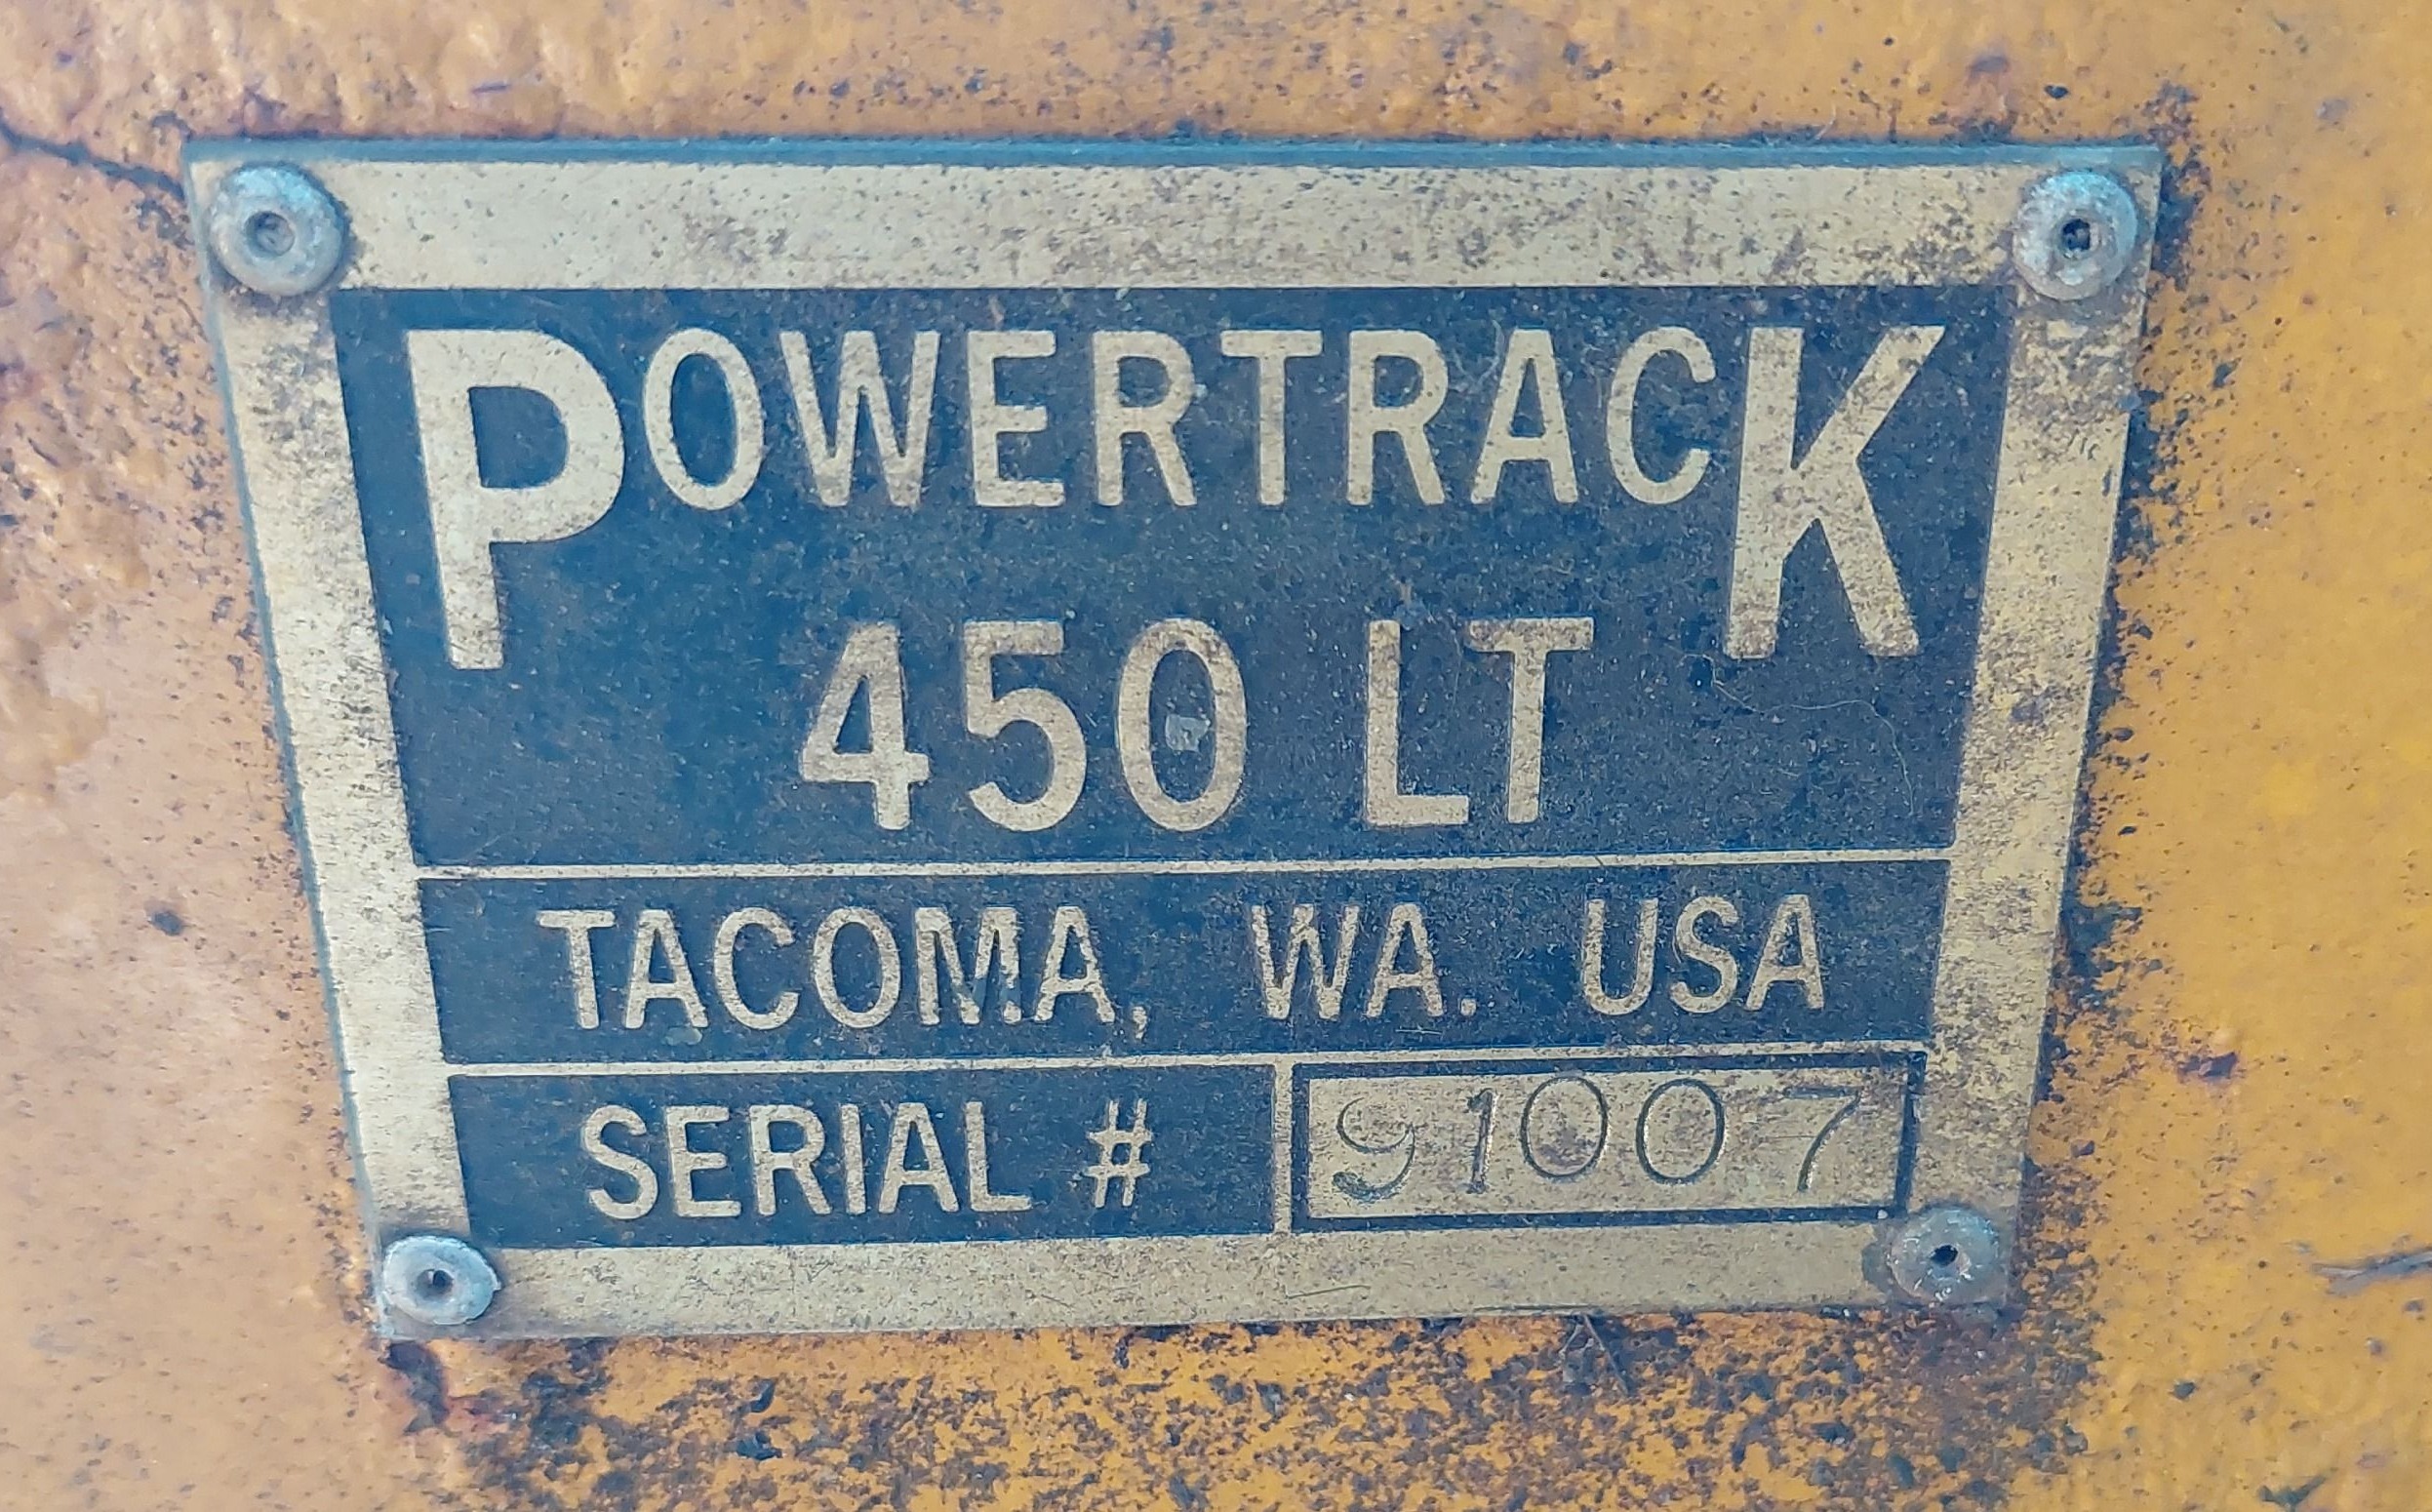 POWERTRACK
450 LT
TACOMA, WA. USA
SERIAL # 91007